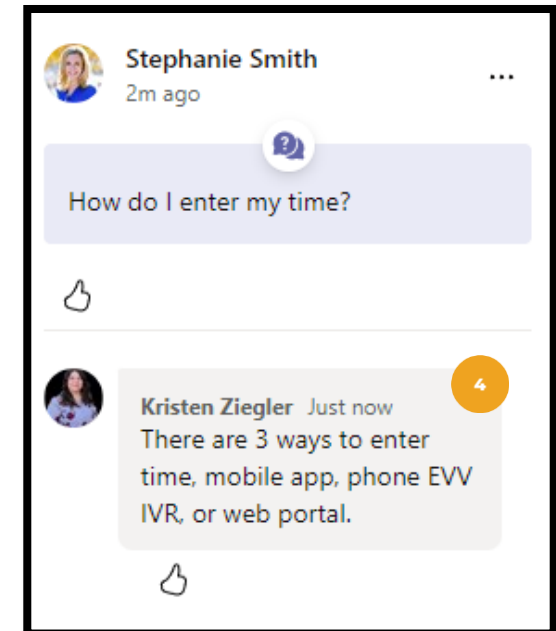 Stephanie Smith
...
2m ago
?
How do I enter my time?
4
Kristen Ziegler Just now
There are 3 ways to enter
time, mobile app, phone EVV
IVR, or web portal.